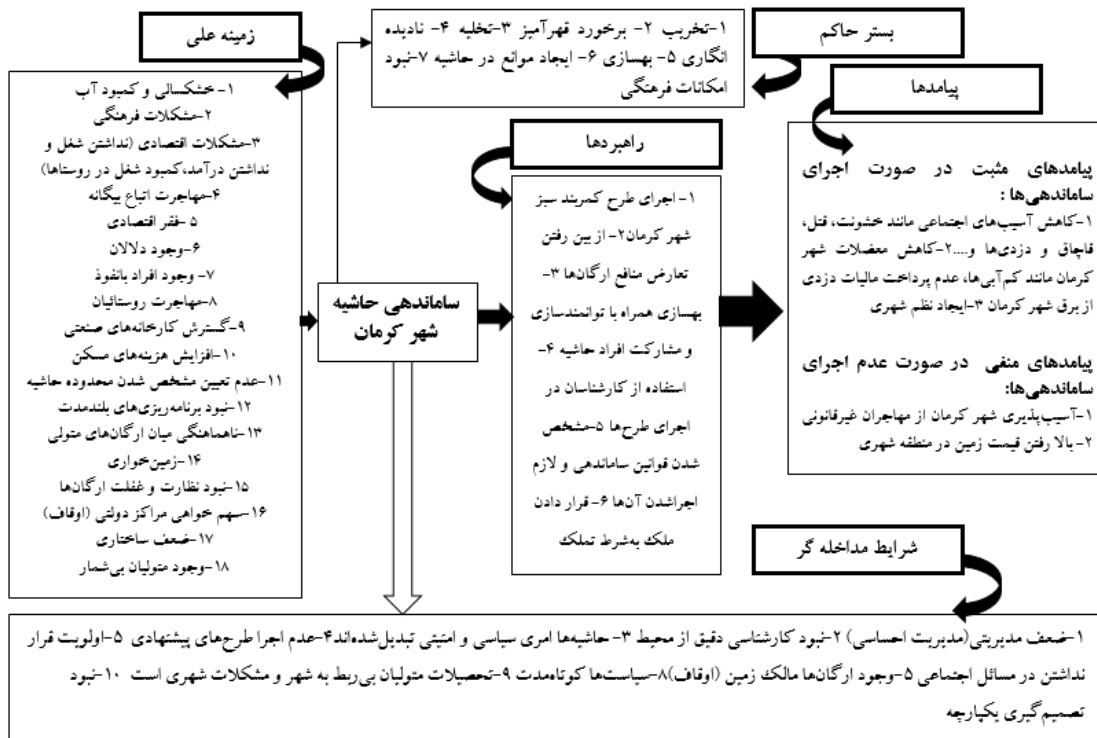 زمینه علی
۱- خشکسالی و کمبود آب
۲-مشکلات فرهنگی
۳-مشکلات اقتصادی (نداشتن شغل و
نداشتن درآمد،کمبود شغل در روستاها)
۴-مهاجرت اتباع بیگانه
۵-فقر اقتصادی
۶-وجود دلالان
۷- وجود افراد بانفوذ
۸-مهاجرت روستائیان
۹-گسترش کارخانه‌های صنعتی
۱۰-افزایش هزینه‌های مسکن
۱۱-عدم تعیین مشخص شدن محدوده حاشیه
۱۲-نبود برنامه‌ریزی‌های بلندمدت
۱۳-ناهماهنگی میان ارگان‌های متولی
۱۴-زمین‌خواری
۱۵-نبود نظارت و غفلت ارگان‌ها
۱۶-سهم خواهی مراکز دولتی (اوقاف)
۱۷-ضعف ساختاری
۱۸-وجود متولیان بی‌شمار
بستر حاکم
۱-تخریب ۲- برخورد قهرآمیز ۳-تخلیه ۴- نادیده
انگاری ۵- بهسازی ۶- ایجاد موانع در حاشیه ۷-نبود
امکانات فرهنگی
ساماندهی حاشیه
شهر کرمان
راهبردها
۱- اجرای طرح کمربند سبز
شهر کرمان۲- از بین رفتن
تعارض منافع ارگان‌ها ۳-
بهسازی همراه با توانمندسازی
و مشارکت افراد حاشیه ۴-
استفاده از کارشناسان در
اجرای طرح‌ها ۵-مشخص
شدن قوانین ساماندهی و لازم
اجراشدن آن‌ها ۶- قرار دادن
ملک به‌شرط تملک
پیامدها
پیامدهای مثبت در صورت اجرای
ساماندهی‌ها :
۱-کاهش آسیب‌های اجتماعی مانند خشونت، قتل،
قاچاق و دزدی‌ها و....۲-کاهش معضلات شهر
کرمان مانند کم‌آبی‌ها، عدم پرداخت مالیات دزدی
از برق شهر کرمان ۳-ایجاد نظم شهری
پیامدهای منفی در صورت عدم اجرای
ساماندهی‌ها:
۱-آسیب‌پذیری شهر کرمان از مهاجران غیرقانونی
۲- بالا رفتن قیمت زمین در منطقه شهری
شرایط مداخله گر
۱-ضعف مدیریتی(مدیریت احساسی) ۲-نبود کارشناسی دقیق از محیط ۳- حاشیه‌ها امری سیاسی و امنیتی تبدیل‌شده‌اند۴-عدم اجرا طرح‌های پیشنهادی ۵-اولویت قرار
نداشتن در مسائل اجتماعی ۵-وجود ارگان‌ها مالک زمین (اوقاف)۸-سیاست‌ها کوتاه‌مدت ۹-تحصیلات متولیان بی‌ربط به شهر و مشکلات شهری است ۱۰-نبود
تصمیم‌گیری یکپارچه